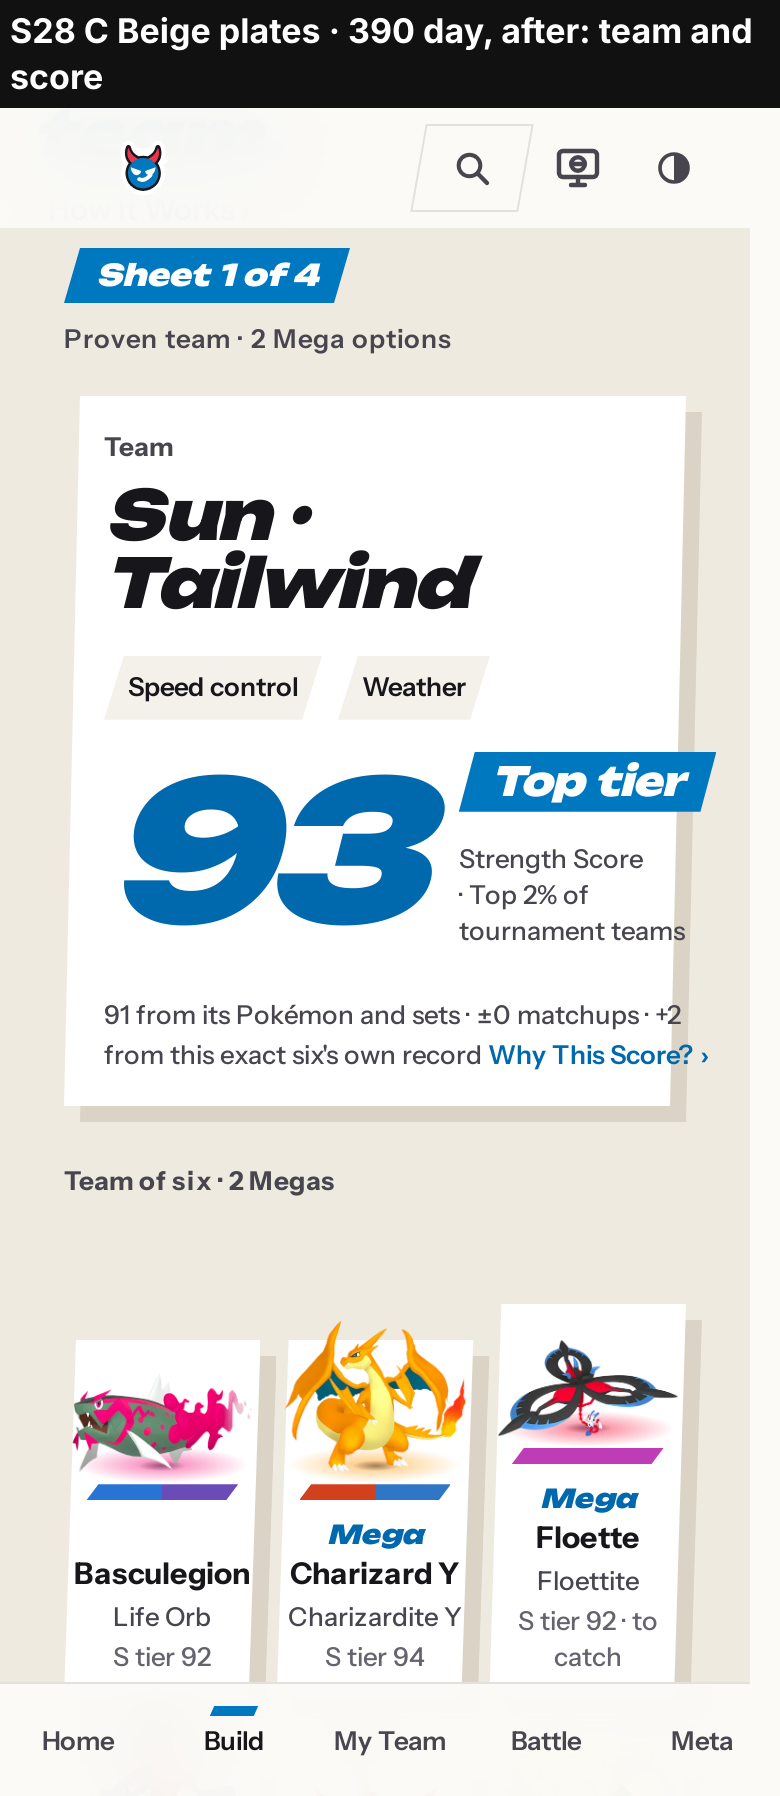 S28 C Beige plates · 390 day, after: team and
score
How It Works ›
Sheet 1 of 4
Proven team · 2 Mega options
Team
Sun ·
Tailwind
Speed control
Weather
93
Top tier
Strength Score
· Top 2% of
tournament teams
91 from its Pokémon and sets · ±0 matchups · +2
from this exact six's own record Why This Score? ›
Team of six · 2 Megas
Mega
Mega
Floette
Basculegion
Charizard Y
Floettite
Life Orb
Charizardite Y
S tier 92 · to
catch
S tier 92
S tier 94
Home
Build
My Team
Battle
Meta